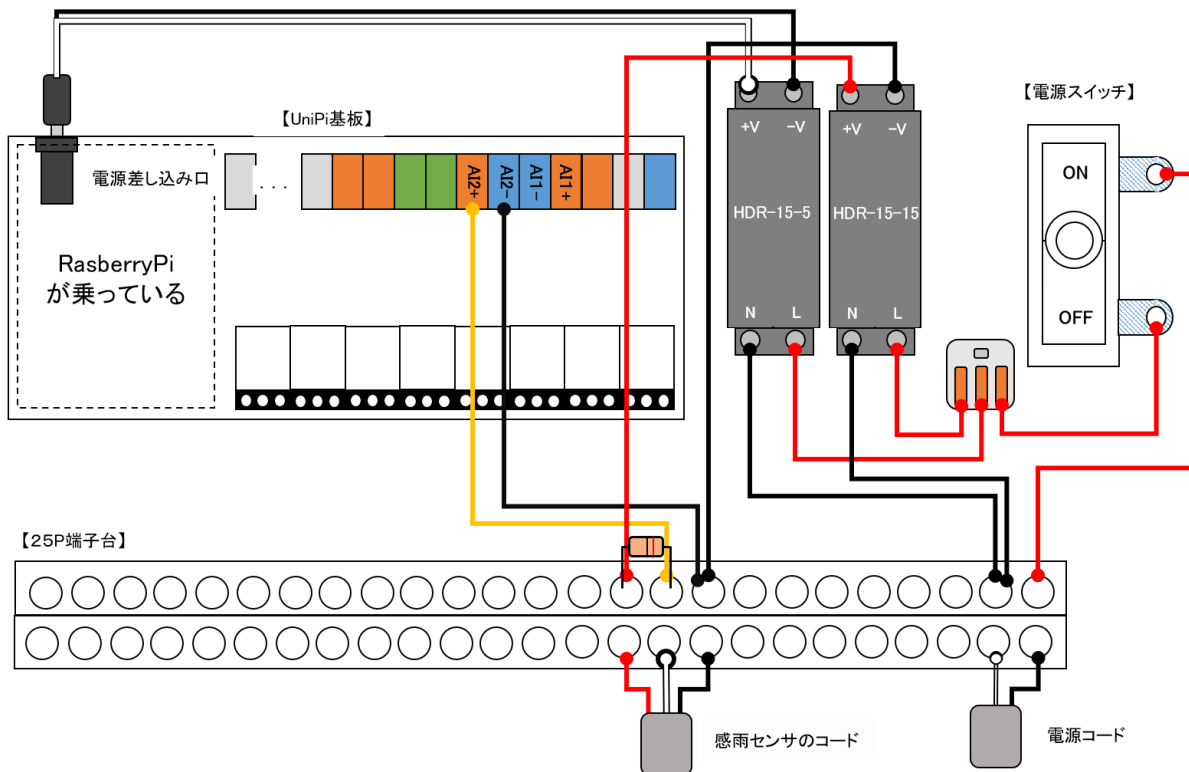 【電源スイッチ】
【UniPi基板】
電源差し込み口
RasberryPi
が乗っている
. . .
AI2+
AI2-
AI1-
AI1+
+V
-V
HDR-15-5
N
L
+V
-V
HDR-15-15
N
L
ON
OFF
【25P端子台】
感雨センサのコード
電源コード